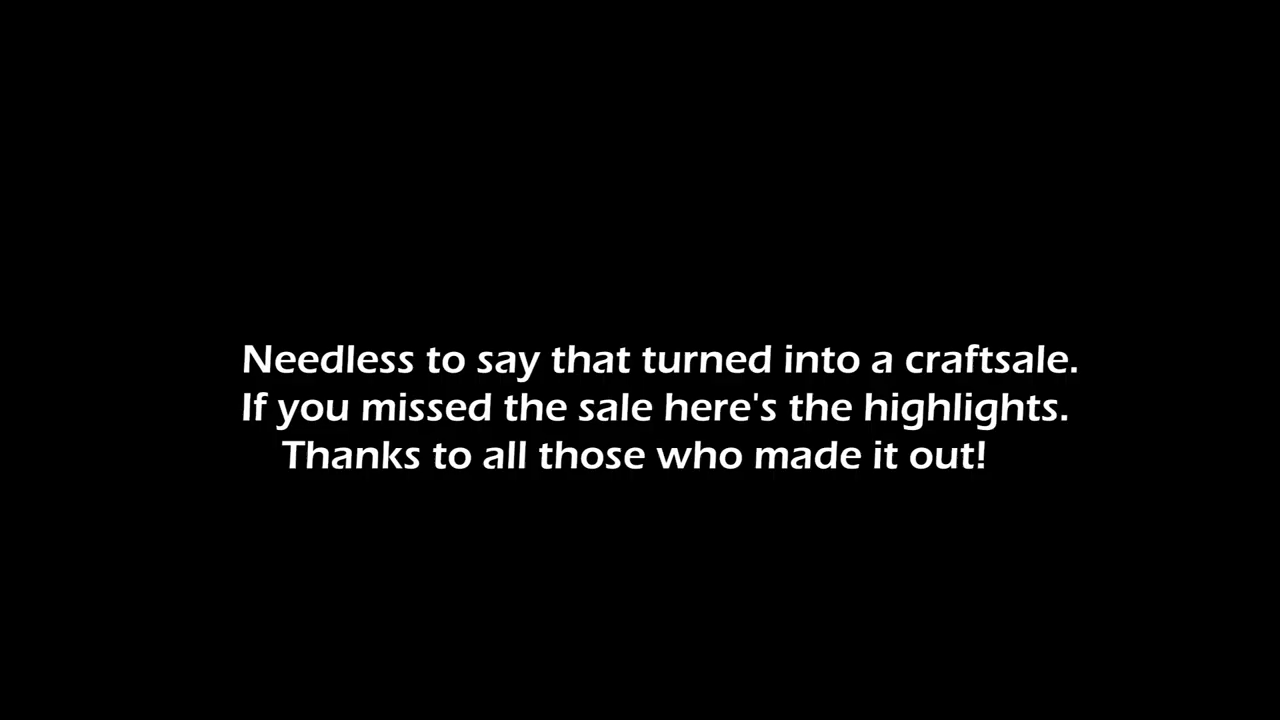 Needless to say that turned into a craftsale.
If you missed the sale here's the highlights.
Thanks to all those who made it out!